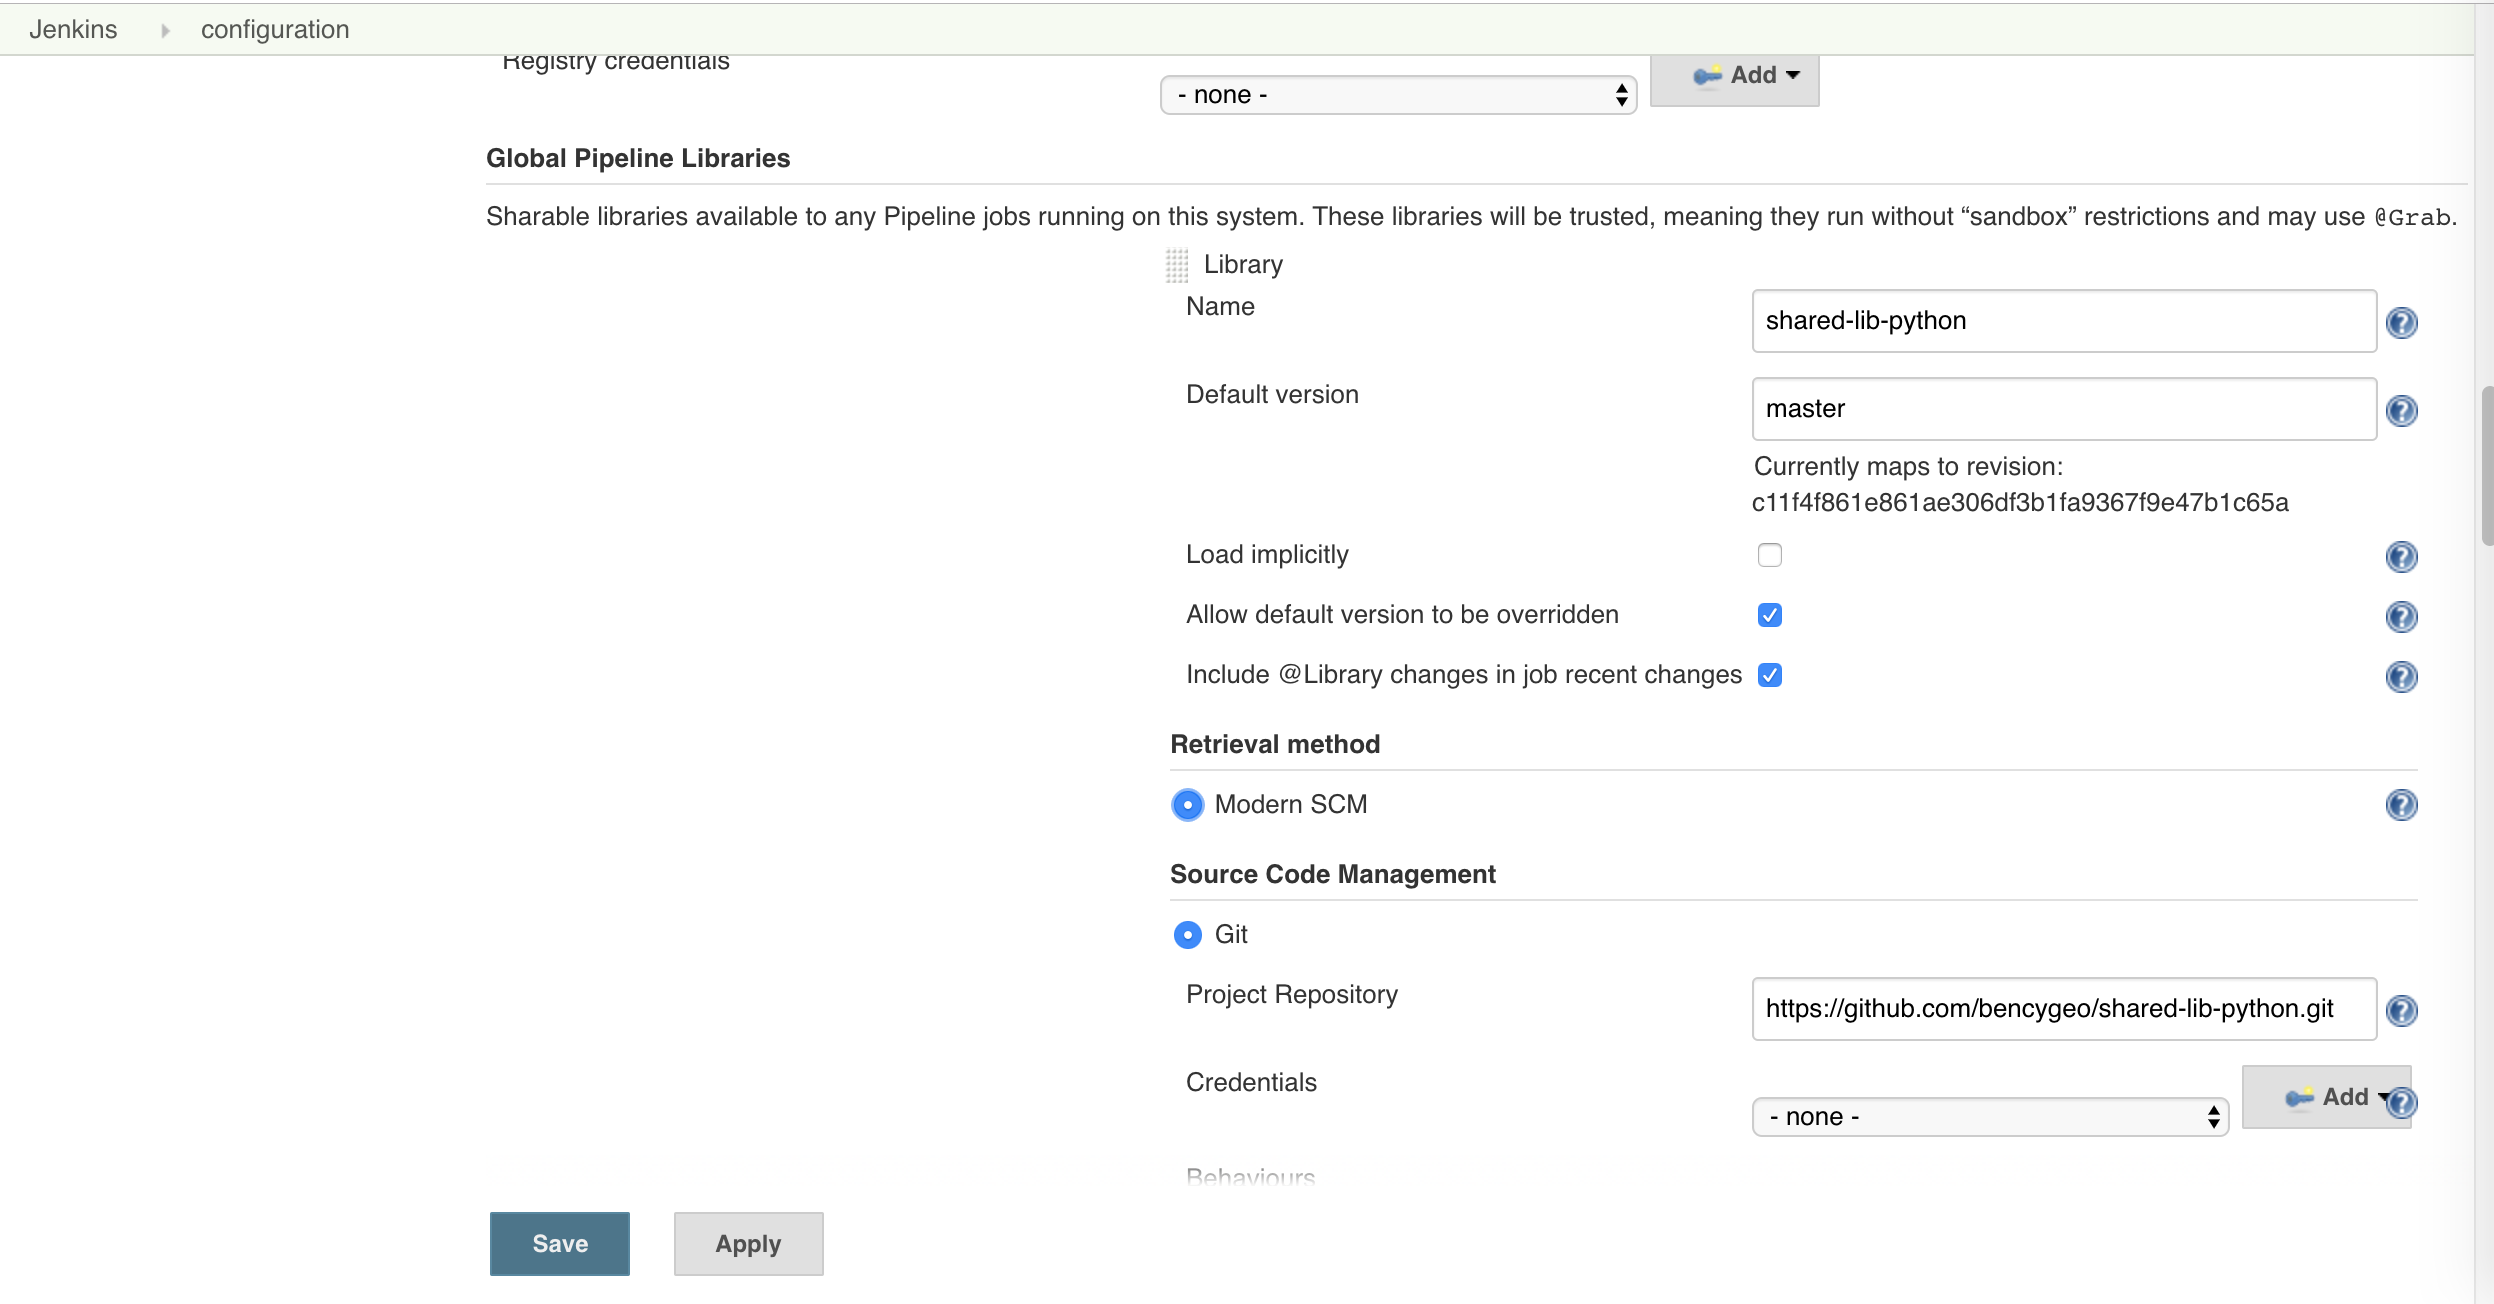 Jenkins configuration
Registry credentials
- none -
Add
Global Pipeline Libraries
Sharable libraries available to any Pipeline jobs running on this system. These libraries will be trusted, meaning they run without “sandbox” restrictions and may use @Grab.
Library
Name
shared-lib-python
Default version
master
Currently maps to revision:
c11f4f861e861ae306df3b1fa9367f9e47b1c65a
Load implicitly
Allow default version to be overridden
Include @Library changes in job recent changes
Retrieval method
Modern SCM
Source Code Management
Git
Project Repository
https://github.com/bencygeo/shared-lib-python.git
Credentials
- none -
Add
Behaviours
Save
Apply